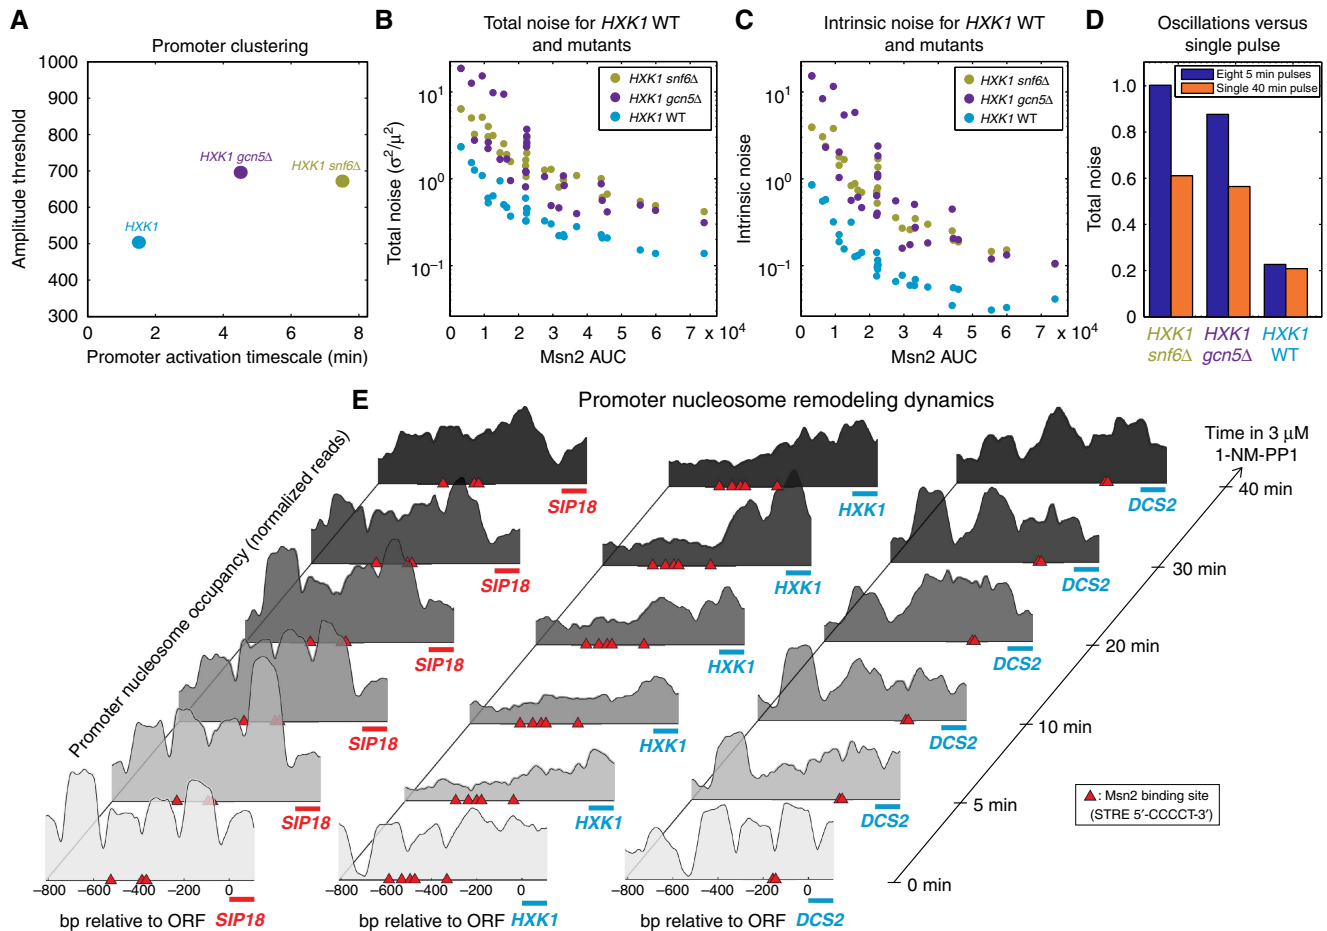 A
Promoter clustering
Amplitude threshold
1000
900
800
700
600
500
400
300
HXK1 gcn5Δ
HXK1 snf6Δ
HXK1
0
2
4
6
8
Promoter activation timescale (min)
B
Total noise for HXK1 WT
and mutants
Total noise (σ²/μ²)
10¹
10⁰
10⁻¹
HXK1 snf6Δ
HXK1 gcn5Δ
HXK1 WT
0
1
2
3
4
5
6
7
x 10⁴
Msn2 AUC
C
Intrinsic noise for HXK1 WT
and mutants
Intrinsic noise
10¹
10⁰
10⁻¹
HXK1 snf6Δ
HXK1 gcn5Δ
HXK1 WT
0
1
2
3
4
5
6
7
x 10⁴
Msn2 AUC
D
Oscillations versus
single pulse
Total noise
1.0
0.8
0.6
0.4
0.2
0
Eight 5 min pulses
Single 40 min pulse
HXK1
snf6Δ
HXK1
gcn5Δ
HXK1
WT
E
Promoter nucleosome remodeling dynamics
Promoter nucleosome occupancy (normalized reads)
Time in 3 μM
1-NM-PP1
40 min
30 min
20 min
10 min
5 min
0 min
SIP18
HXK1
DCS2
SIP18
HXK1
DCS2
SIP18
HXK1
DCS2
SIP18
HXK1
DCS2
SIP18
HXK1
DCS2
▲: Msn2 binding site
(STRE 5′-CCCCT-3′)
−800
−600
−400
−200
0
bp relative to ORF
SIP18
−800
−600
−400
−200
0
bp relative to ORF
HXK1
−800
−600
−400
−200
0
bp relative to ORF
DCS2